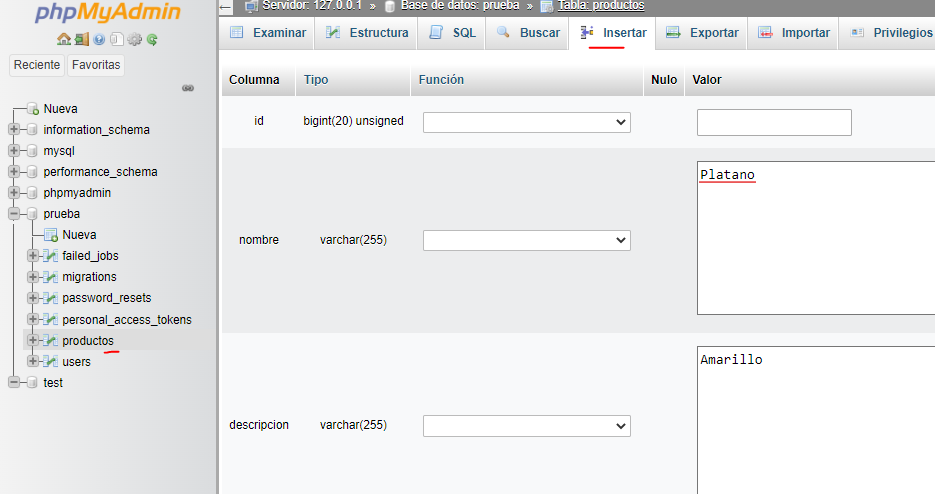 phpMyAdmin
Reciente Favoritas
Nueva
information_schema
mysql
performance_schema
phpmyadmin
prueba
Nueva
failed_jobs
migrations
password_resets
personal_access_tokens
productos
users
test
Servidor: 127.0.0.1 » Base de datos: prueba » Tabla: productos
Examinar Estructura SQL Buscar Insertar Exportar Importar Privilegios
Columna Tipo Función Nulo Valor
id bigint(20) unsigned
nombre varchar(255) Platano
descripcion varchar(255) Amarillo